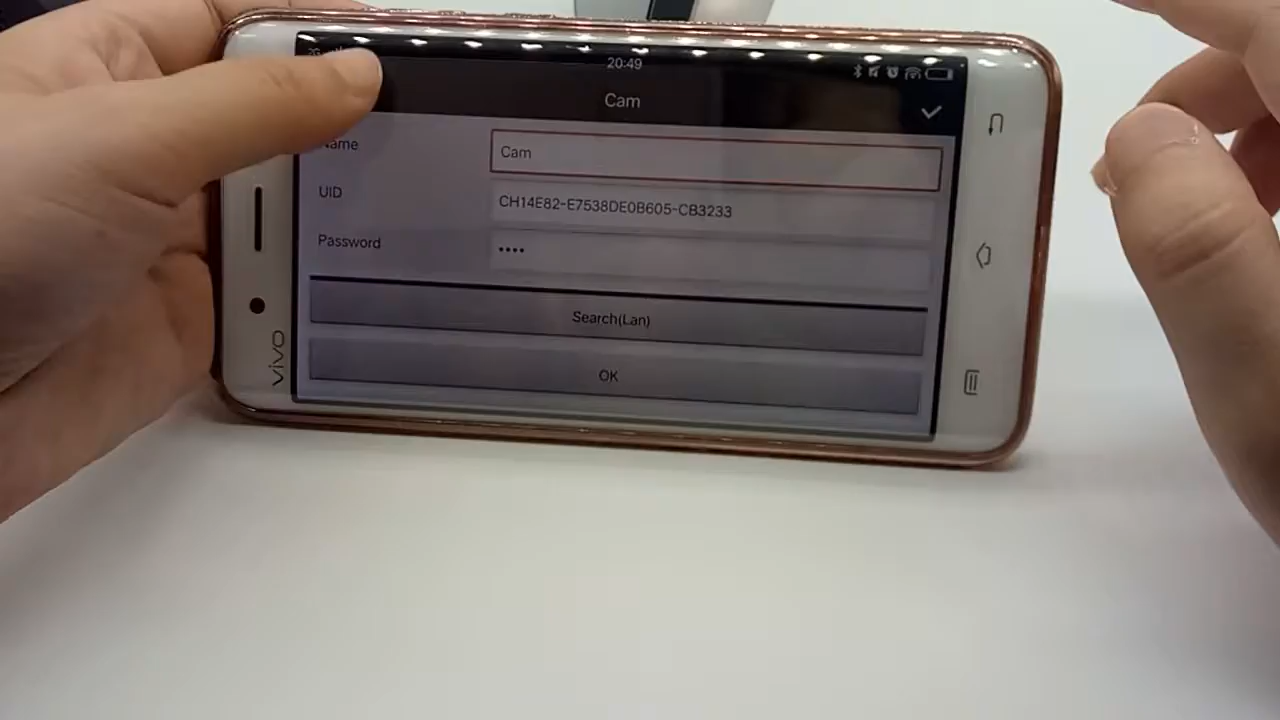 20:49
Cam
Name
Cam
UID
CH14E82-E7538DE0B605-CB3233
Password
••••
Search(Lan)
OK
vivo